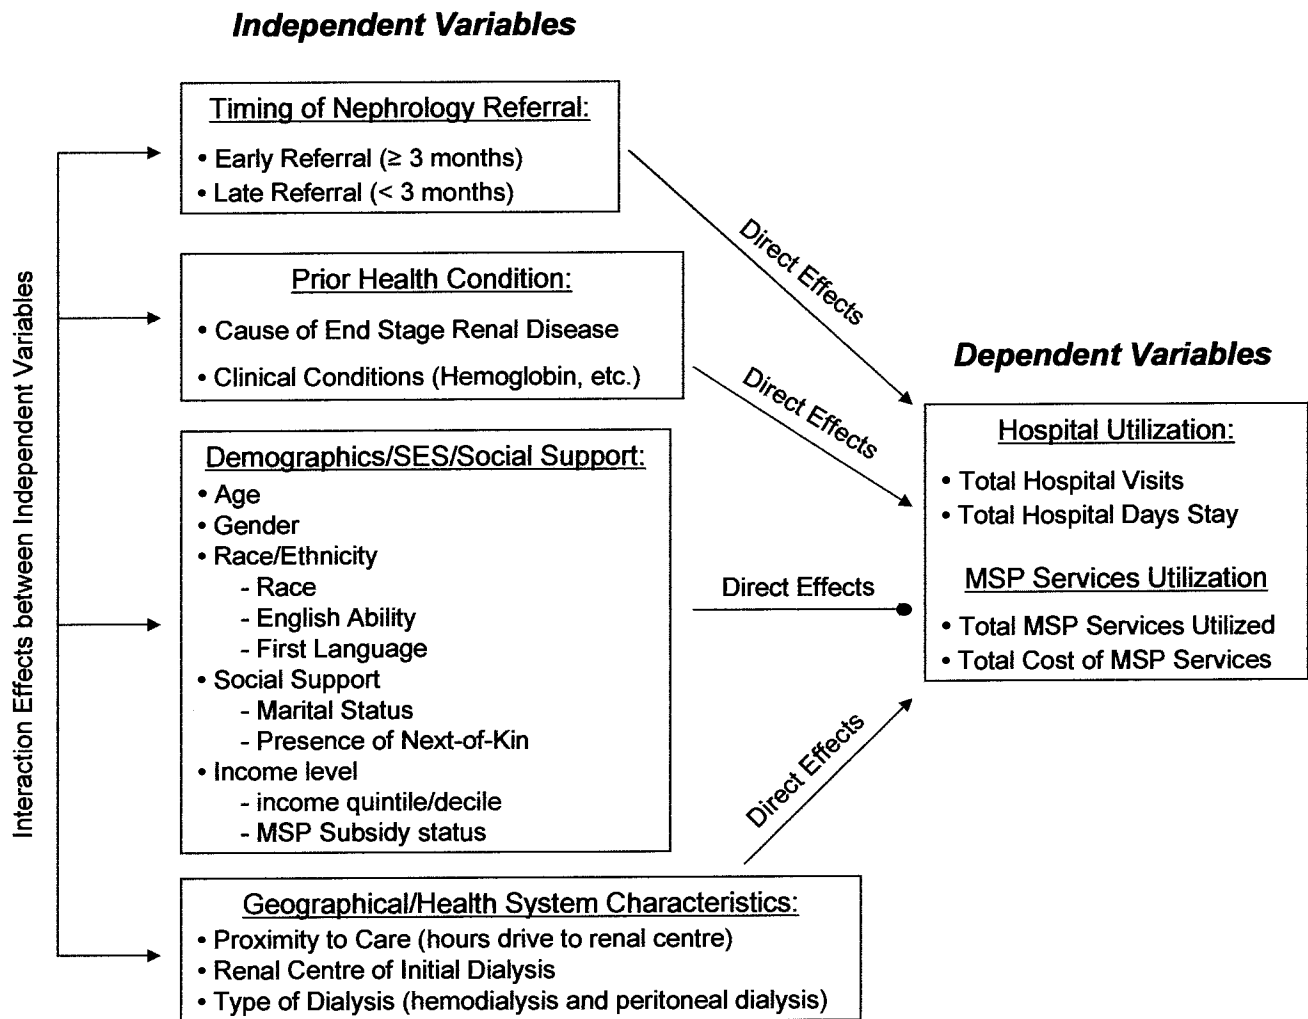 Independent Variables
Interaction Effects between Independent Variables
Timing of Nephrology Referral:
• Early Referral (≥ 3 months)
• Late Referral (< 3 months)
Direct Effects
Prior Health Condition:
• Cause of End Stage Renal Disease
• Clinical Conditions (Hemoglobin, etc.)
Direct Effects
Demographics/SES/Social Support:
• Age
• Gender
• Race/Ethnicity
- Race
- English Ability
- First Language
• Social Support
- Marital Status
- Presence of Next-of-Kin
• Income level
- income quintile/decile
- MSP Subsidy status
Direct Effects
Geographical/Health System Characteristics:
• Proximity to Care (hours drive to renal centre)
• Renal Centre of Initial Dialysis
• Type of Dialysis (hemodialysis and peritoneal dialysis)
Direct Effects
Dependent Variables
Hospital Utilization:
• Total Hospital Visits
• Total Hospital Days Stay
MSP Services Utilization
• Total MSP Services Utilized
• Total Cost of MSP Services